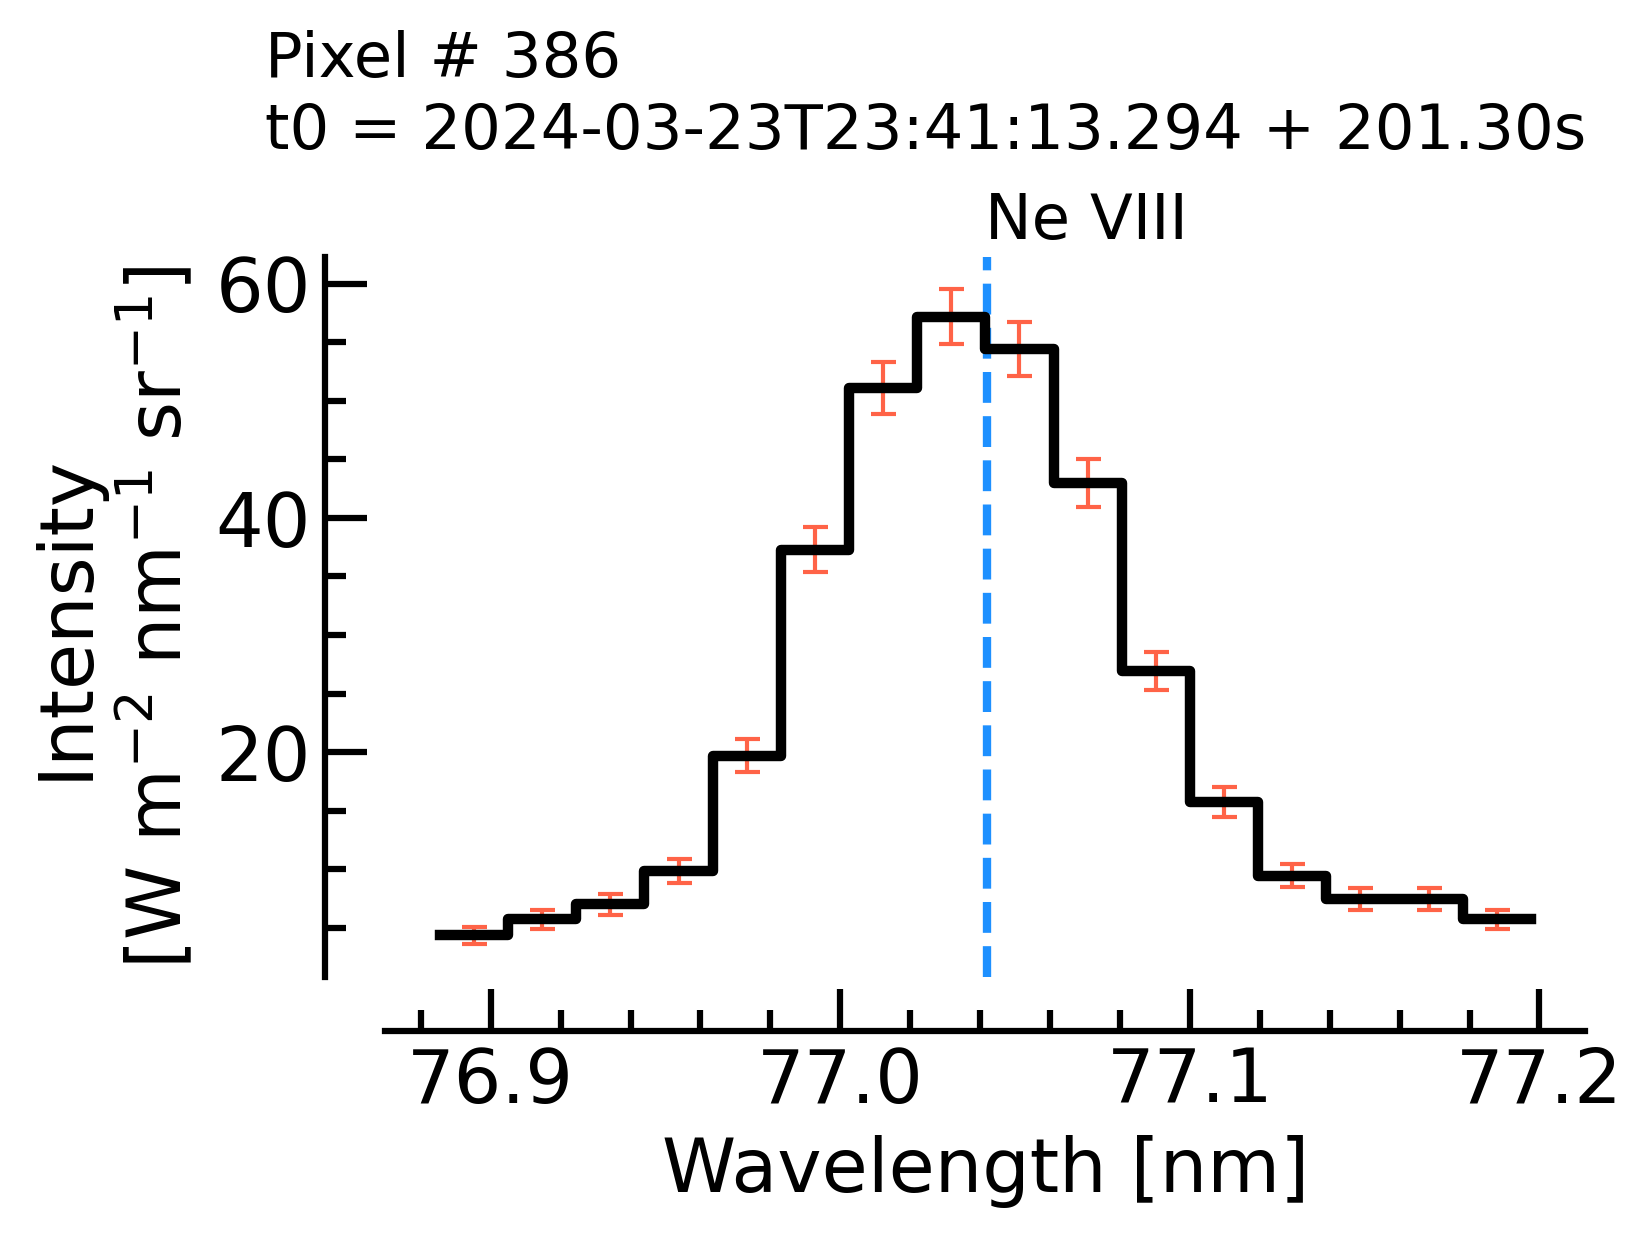 Pixel # 386
t0 = 2024-03-23T23:41:13.294 + 201.30s
Ne VIII
Intensity
[W m⁻² nm⁻¹ sr⁻¹]
60
40
20
76.9 77.0 77.1 77.2
Wavelength [nm]